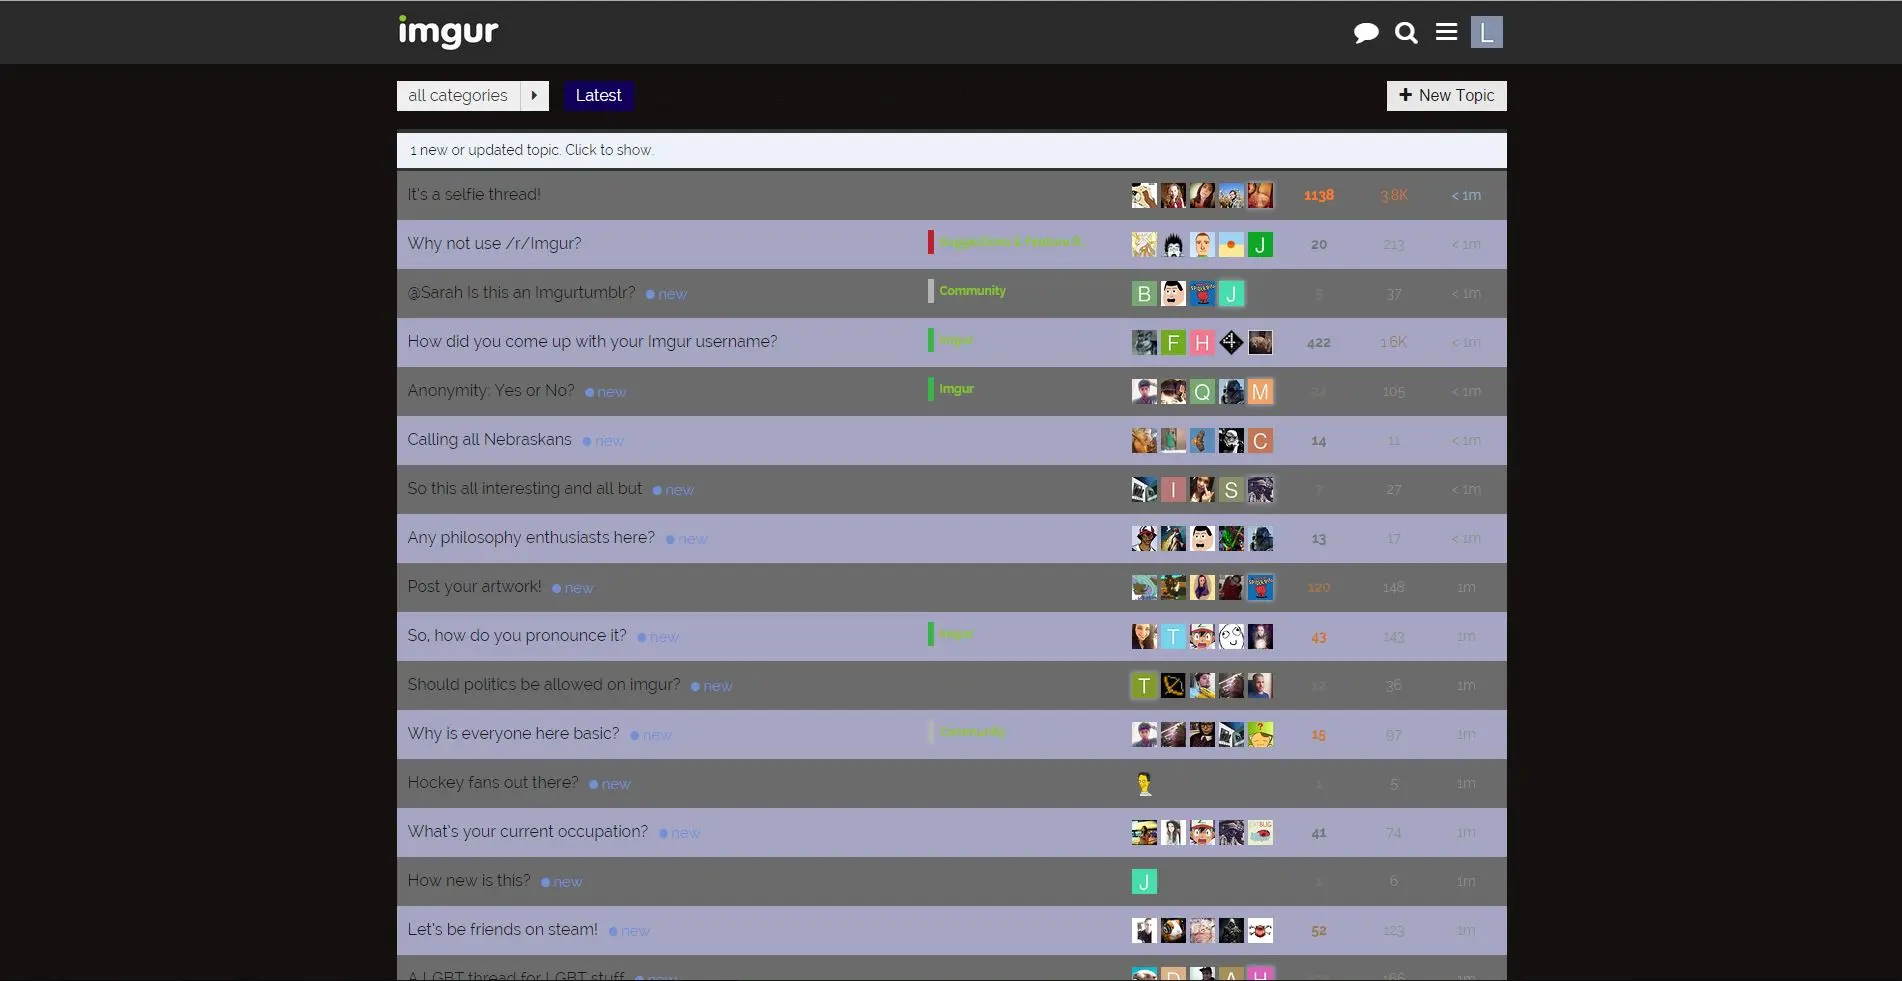 imgur
L
all categories
Latest
+ New Topic
1 new or updated topic. Click to show.
It's a selfie thread! 1138 3.8K < 1m
Why not use /r/Imgur? J 20 213 < 1m
@Sarah Is this an Imgurtumblr? new Community B J 5 37 < 1m
How did you come up with your Imgur username? Imgur F H 4 422 1.6K < 1m
Anonymity: Yes or No? new Imgur Q M 105 < 1m
Calling all Nebraskans new C 14 11 < 1m
So this all interesting and all but new I S 27 < 1m
Any philosophy enthusiasts here? new 13 17 < 1m
Post your artwork! new 120 148 1m
So, how do you pronounce it? new Imgur T 43 143 1m
Should politics be allowed on imgur? new T 12 36 1m
Why is everyone here basic? new Community 15 97 1m
Hockey fans out there? new 1 5 1m
What's your current occupation? new 41 74 1m
How new is this? new J 1 6 1m
Let's be friends on steam! new 52 123 1m
A LGBT thread for LGBT stuff new D A H 186 1m